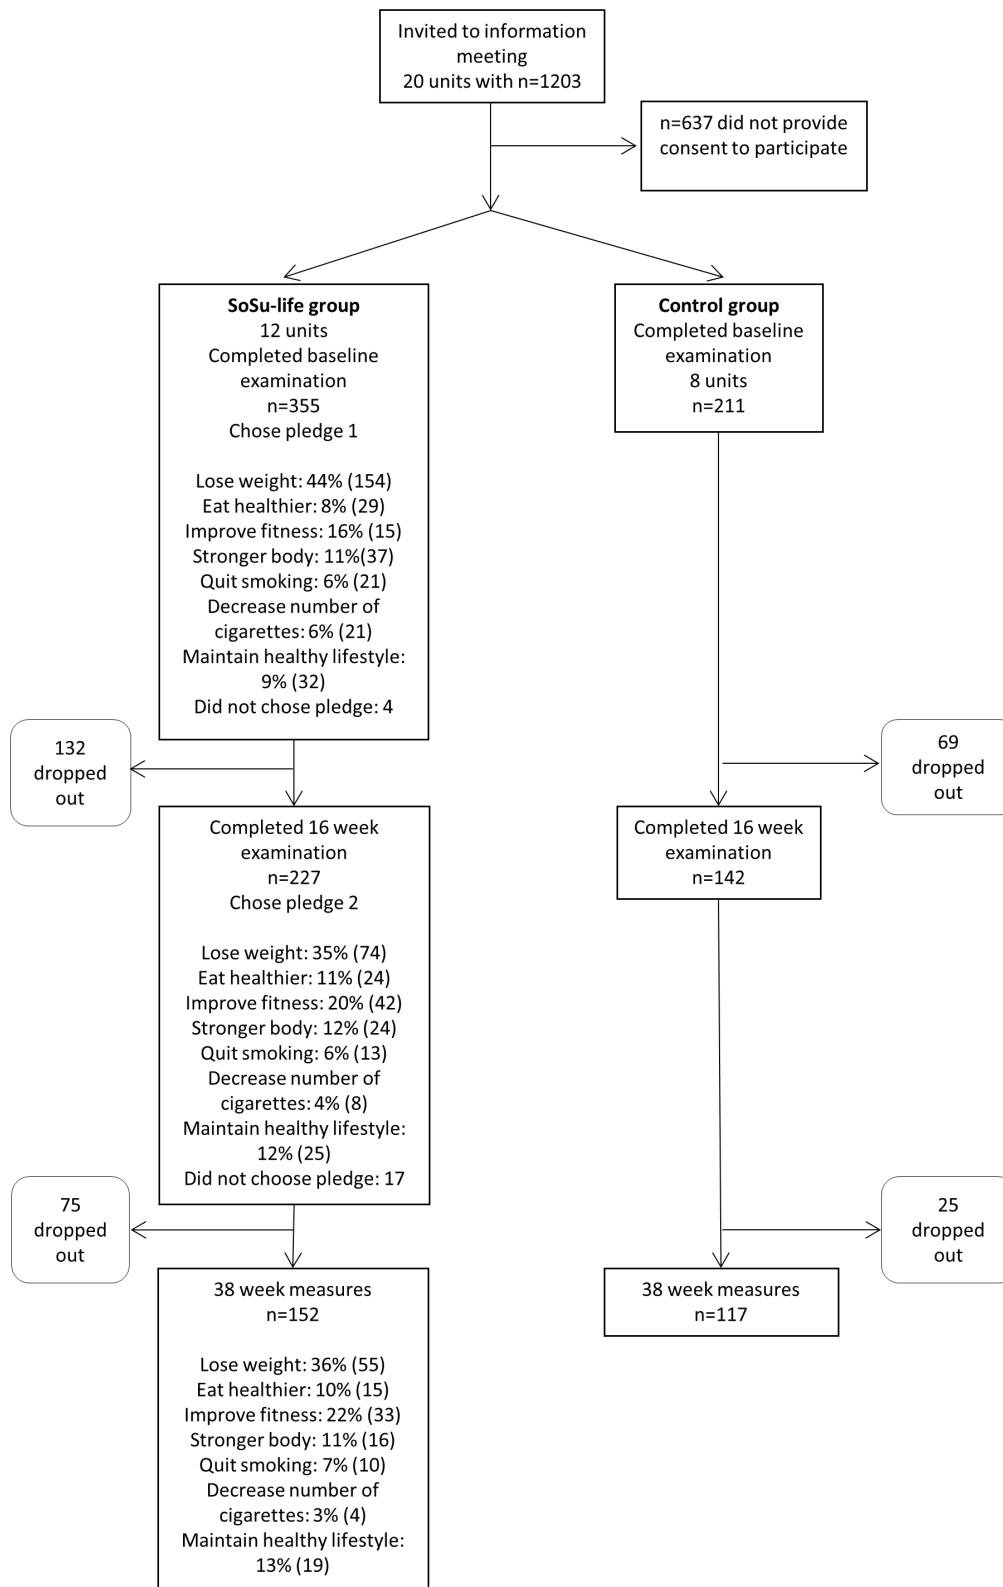 Invited to information
meeting
20 units with n=1203
n=637 did not provide
consent to participate
SoSu-life group
12 units
Completed baseline
examination
n=355
Chose pledge 1
Lose weight: 44% (154)
Eat healthier: 8% (29)
Improve fitness: 16% (15)
Stronger body: 11%(37)
Quit smoking: 6% (21)
Decrease number of
cigarettes: 6% (21)
Maintain healthy lifestyle:
9% (32)
Did not chose pledge: 4
Control group
Completed baseline
examination
8 units
n=211
132
dropped
out
69
dropped
out
Completed 16 week
examination
n=227
Chose pledge 2
Lose weight: 35% (74)
Eat healthier: 11% (24)
Improve fitness: 20% (42)
Stronger body: 12% (24)
Quit smoking: 6% (13)
Decrease number of
cigarettes: 4% (8)
Maintain healthy lifestyle:
12% (25)
Did not choose pledge: 17
Completed 16 week
examination
n=142
75
dropped
out
25
dropped
out
38 week measures
n=152
Lose weight: 36% (55)
Eat healthier: 10% (15)
Improve fitness: 22% (33)
Stronger body: 11% (16)
Quit smoking: 7% (10)
Decrease number of
cigarettes: 3% (4)
Maintain healthy lifestyle:
13% (19)
38 week measures
n=117